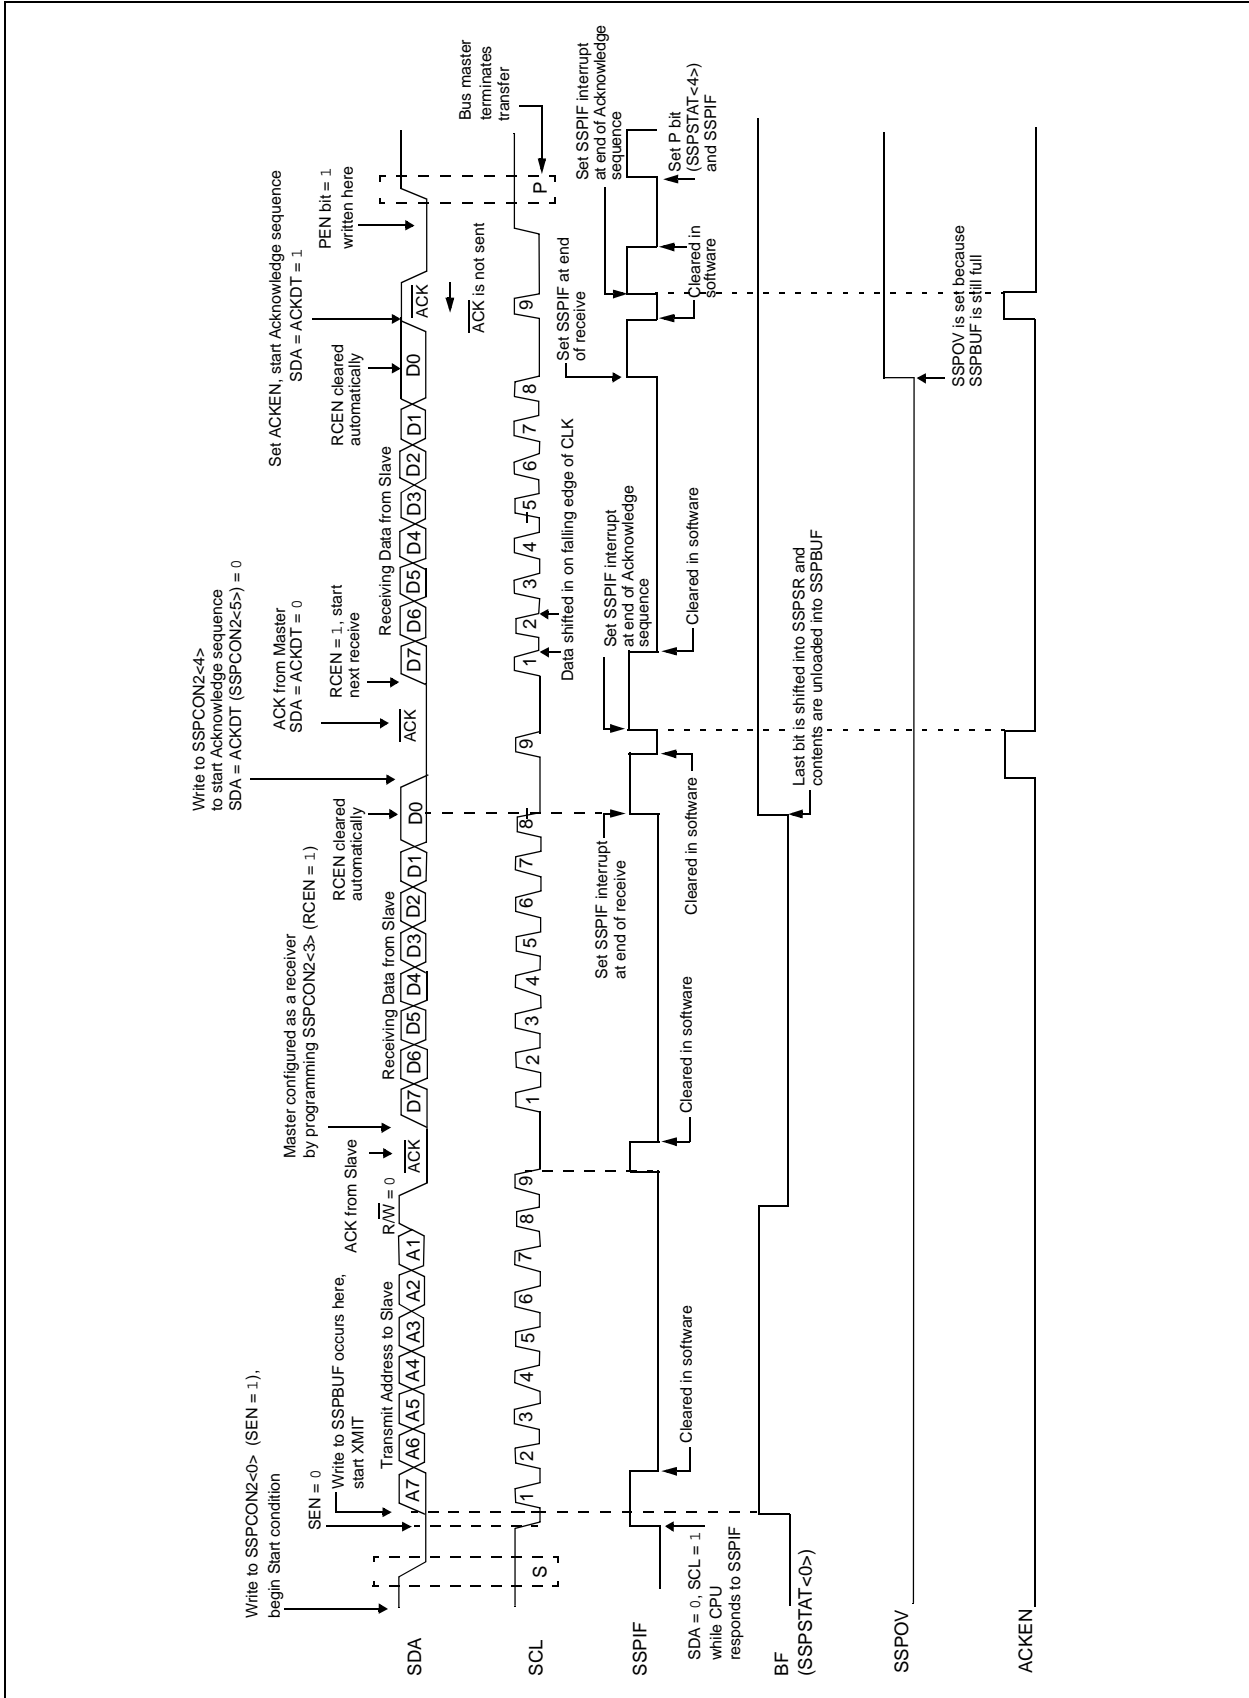 Write to SSPCON2<0> (SEN = 1),
begin Start condition
SEN = 0
Write to SSPBUF occurs here,
start XMIT
ACK from Slave
Master configured as a receiver
by programming SSPCON2<3> (RCEN = 1)
RCEN cleared
automatically
Write to SSPCON2<4>
to start Acknowledge sequence
SDA = ACKDT (SSPCON2<5>) = 0
ACK from Master
SDA = ACKDT = 0
RCEN = 1, start
next receive
RCEN cleared
automatically
Set ACKEN, start Acknowledge sequence
SDA = ACKDT = 1
PEN bit = 1
written here
Transmit Address to Slave
R/W = 0
Receiving Data from Slave
Receiving Data from Slave
SDA
A7 A6 A5 A4 A3 A2 A1
ACK
D7 D6 D5 D4 D3 D2 D1 D0
ACK
D7 D6 D5 D4 D3 D2 D1 D0
ACK
ACK is not sent
Bus master
terminates
transfer
SCL
S
1 2 3 4 5 6 7 8 9
1 2 3 4 5 6 7 8
9
1 2 3 4 5 6 7 8
9
P
Data shifted in on falling edge of CLK
Set SSPIF interrupt
at end of receive
Set SSPIF interrupt
at end of Acknowledge
sequence
Set SSPIF at end
of receive
Set SSPIF interrupt
at end of Acknowledge
sequence
SSPIF
SDA = 0, SCL = 1
while CPU
responds to SSPIF
Cleared in software
Cleared in software
Cleared in software
Cleared in software
Cleared in
software
Set P bit
(SSPSTAT<4>)
and SSPIF
BF
(SSPSTAT<0>)
Last bit is shifted into SSPSR and
contents are unloaded into SSPBUF
SSPOV
SSPOV is set because
SSPBUF is still full
ACKEN